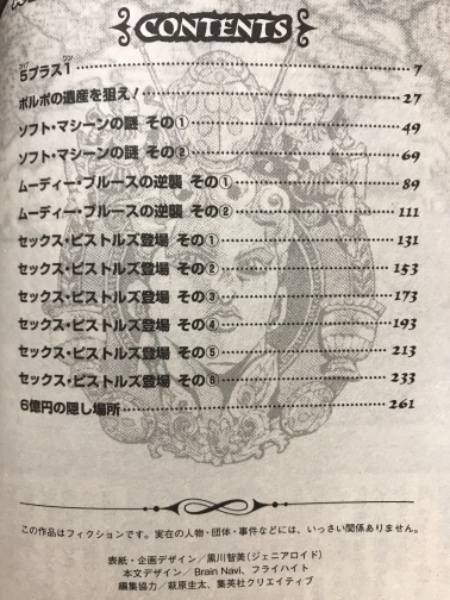 CONTENTS
5プラス1 7
ファイブ ワン
ポルポの遺産を狙え! 27
ソフト・マシーンの謎 その① 49
ソフト・マシーンの謎 その② 69
ムーディー・ブルースの逆襲 その① 89
ムーディー・ブルースの逆襲 その② 111
セックス・ピストルズ登場 その① 131
セックス・ピストルズ登場 その② 153
セックス・ピストルズ登場 その③ 173
セックス・ピストルズ登場 その④ 193
セックス・ピストルズ登場 その⑤ 213
セックス・ピストルズ登場 その⑥ 233
6億円の隠し場所 261
この作品はフィクションです。実在の人物・団体・事件などには、いっさい関係ありません。
表紙・企画デザイン/黒川智美(ジェニアロイド)
本文デザイン/Brain Navi、フライハイト
編集協力/萩原圭太、集英社クリエイティブ